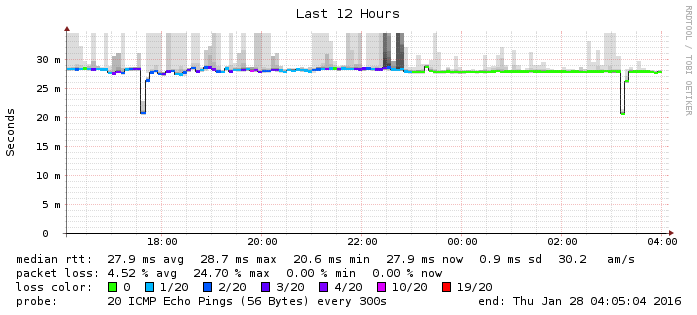 Last 12 Hours
RRDTOOL / TOBI OETIKER
Seconds
30 m
25 m
20 m
15 m
10 m
5 m
0
18:00 20:00 22:00 00:00 02:00 04:00
median rtt: 27.9 ms avg 28.7 ms max 20.6 ms min 27.9 ms now 0.9 ms sd 30.2 am/s
packet loss: 4.52 % avg 24.70 % max 0.00 % min 0.00 % now
loss color: 0 1/20 2/20 3/20 4/20 10/20 19/20
probe: 20 ICMP Echo Pings (56 Bytes) every 300s end: Thu Jan 28 04:05:04 2016